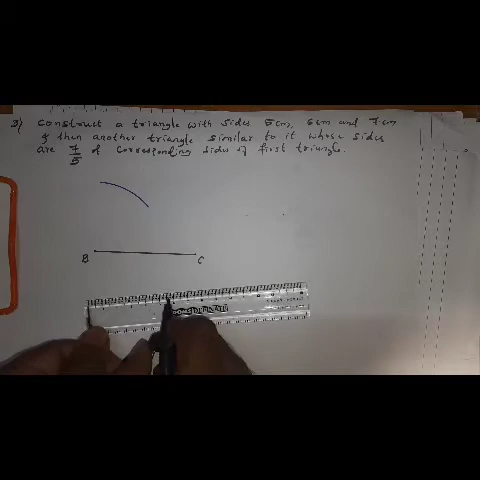 3) Construct a triangle with sides 5cm, 6cm and 7cm
& then another triangle similar to it whose sides
are 7/5 of corresponding sides of first triangle.
B C